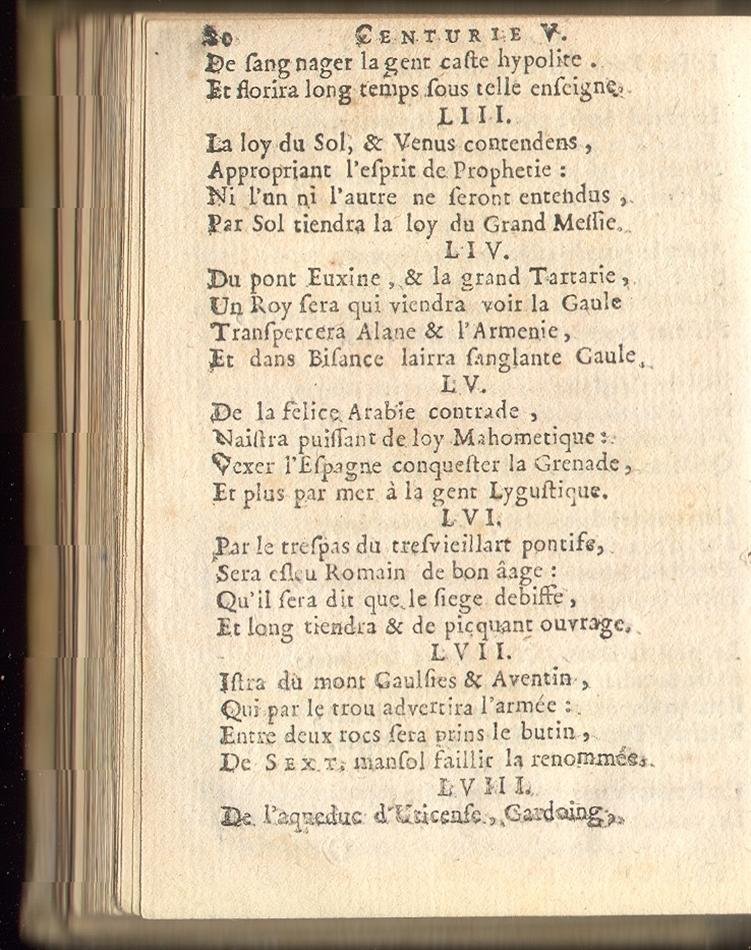 80 CENTURIE V.
De ſang nager la gent caſte hypolite .
Et florira long temps ſous telle enſeigne.
LIII.
La loy du Sol, & Venus contendens ,
Appropriant l'eſprit de Prophetie :
Ni l'un ni l'autre ne ſeront entendus ,
Par Sol tiendra la loy du Grand Meſſie.
LIV.
Du pont Euxine , & la grand Tartarie ,
Un Roy ſera qui viendra voir la Gaule
Tranſpercera Alane & l'Armenie ,
Et dans Biſance lairra ſanglante Gaule.
LV.
De la felice Arabie contrade ,
Naiſtra puiſſant de loy Mahometique :
Vexer l'Eſpagne conqueſter la Grenade ,
Et plus par mer à la gent Lyguſtique.
LVI.
Par le treſpas du treſvieillart pontife,
Sera eſleu Romain de bon âage :
Qu'il ſera dit que le ſiege debiffe ,
Et long tiendra & de picquant ouvrage.
LVII.
Iſtra du mont Gaulſies & Aventin ,
Qui par le trou advertira l'armée :
Entre deux rocs ſera prins le butin ,
De SEXT. manſol faillir la renommée.
LVIII.
De l'aqueduc d'Uticenſe , Gardoing ,